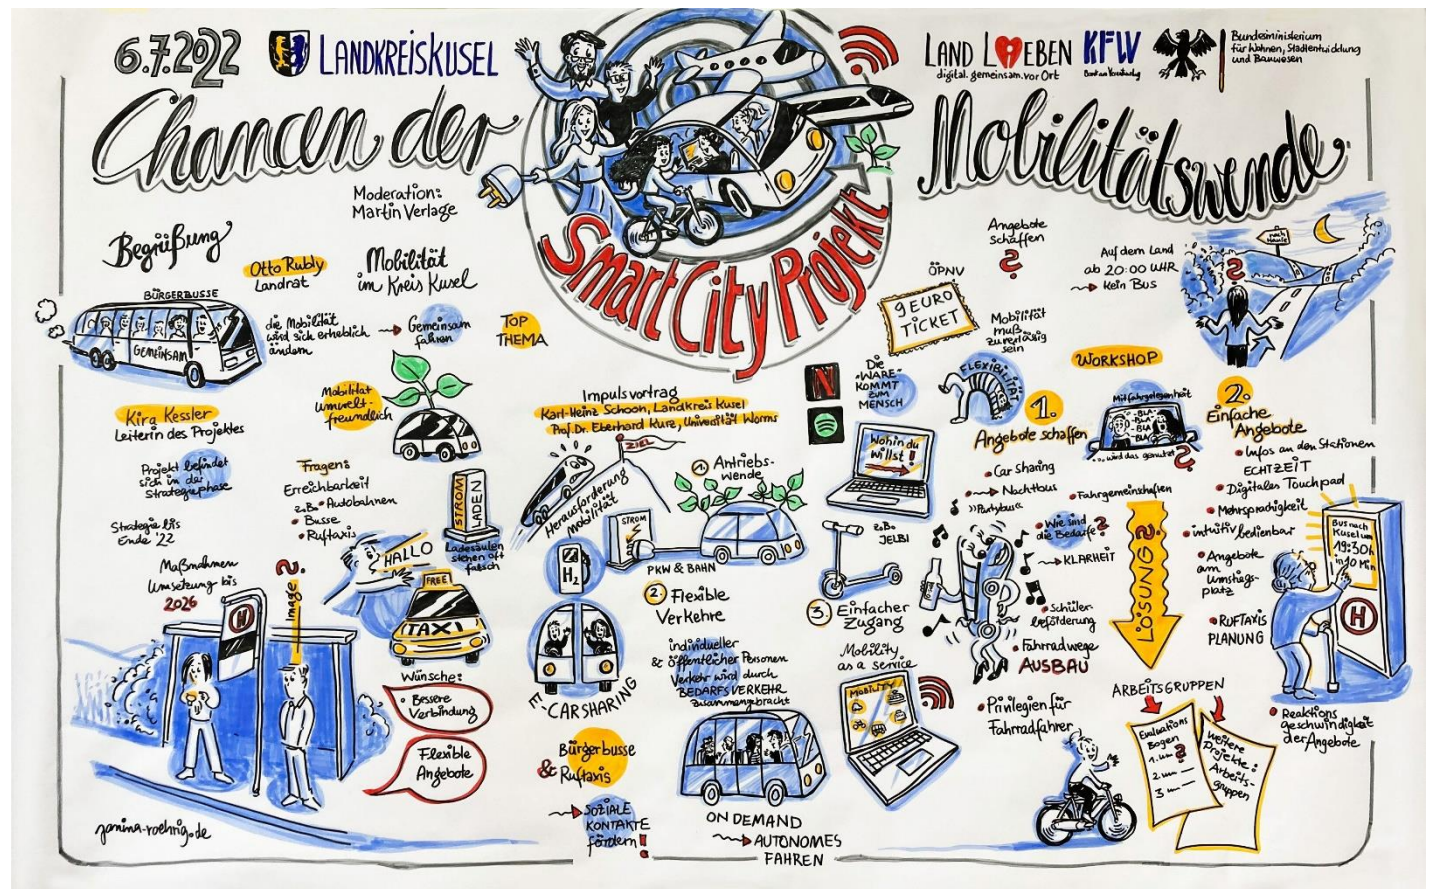 6.7.2022
LANDKREIS KUSEL
LAND L EBEN
digital.gemeinsam.vor Ort
KFW
Bundesministerium
für Wohnen, Stadtentwicklung
und Bauwesen
Chancen der
Mobilitätswende
Smart City Projekt
Moderation:
Martin Verlage
Begrüßung
Otto Rubly
Landrat
Mobilität
im Kreis Kusel
BÜRGERBUSSE
GEMEINSAM
die Mobilität
wird sich erheblich
ändern
Gemeinsam
fahren
TOP
THEMA
Mobilität
umwelt-
freundlich
Kira Kessler
Leiterin des Projektes
Projekt befindet
sich in der
Strategiephase
Strategie bis
Ende '22
Maßnahmen
Umsetzung bis
2026
Fragen:
Erreichbarkeit
z.B. • Autobahnen
• Busse
• Ruftaxis
STROM
LADEN
Ladesäulen
stehen oft
falsch
HALLO
FREE
TAXI
Image?
H
Wünsche:
• Bessere
Verbindung
Flexible
Angebote
janina-roehrig.de
Impulsvortrag
Karl-Heinz Schoon, Landkreis Kusel
Prof. Dr. Eberhard Kurz, Universität Worms
ZIEL
Herausforderung
Mobilität
1. Antriebs-
wende
STROM
H2
PKW & BAHN
2. Flexible
Verkehre
individueller
& öffentlicher Personen
Verkehr wird durch
BEDARFSVERKEHR
zusammengebracht
E-CARSHARING
Bürgerbusse
& Ruftaxis
SOZIALE
KONTAKTE
fördern!
ON DEMAND
AUTONOMES
FAHREN
N
Die
"WARE"
KOMMT
ZUM
MENSCH
Wohin du
Willst!
z.B.
JELBI
3. Einfacher
Zugang
Mobility
as a service
MOBILITY
Angebote
schaffen
?
ÖPNV
9 EURO
TICKET
Mobilität
muß
zuverlässig
sein
Auf dem Land
ab 20:00 UHR
Kein Bus
nach
Hause
?
WORKSHOP
FLEXIBILITÄT
1.
Angebote schaffen
• Car Sharing
Nachtbus
"Partybus"
Mitfahrgelegenheit
-BLA
-BLA
-BLA
BLA
...wird das genutzt?
• Fahrgemeinschaften
• Wie sind
die Bedarfe?
KLARHEIT
• Schüler-
beförderung
• Fahrradwege
AUSBAU
• Privilegien für
Fahrradfahrer
LÖSUNG?
2.
Einfache
Angebote
• Infos an den Stationen
ECHTZEIT
• Digitaler Touchpad
• Mehrsprachigkeit
• intuitiv bedienbar
• Angebote
am
Umstiegs-
platz
• RUFTAXIS
PLANUNG
Bus nach
Kusel um
19:30h
in 10 Min
H
• Reaktions
geschwindigkeit
der Angebote
ARBEITSGRUPPEN
Evaluations
Bogen
1.
2.
3
?
Weitere
Projekte:
Arbeits-
gruppen